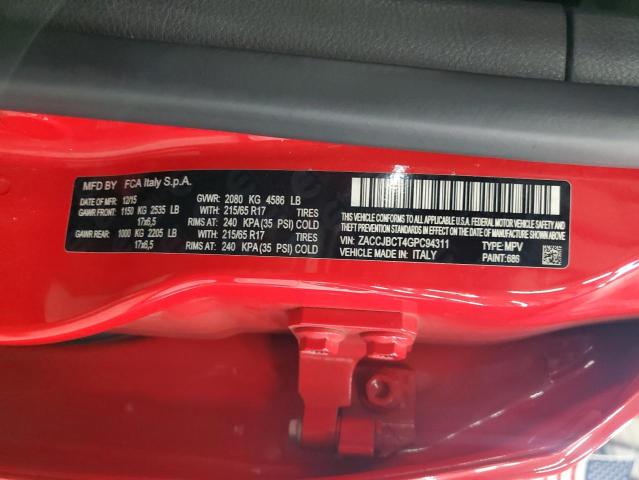 MFD BY FCA Italy S.p.A.
DATE OF MFR: 12/15 GVWR: 2080 KG 4586 LB
GAWR FRONT: 1150 KG 2535 LB WITH: 215/65 R17 TIRES
17x6,5 RIMS AT: 240 KPA(35 PSI) COLD
GAWR REAR: 1000 KG 2205 LB WITH: 215/65 R17 TIRES
17x6,5 RIMS AT: 240 KPA(35 PSI) COLD
THIS VEHICLE CONFORMS TO ALL APPLICABLE U.S.A. FEDERAL MOTOR VEHICLE SAFETY
STANDARDS IN EFFECT ON THE DATE OF MANUFACTURE SHOWN ABOVE.
VIN: ZACCJBCT4GPC94311 TYPE: MPV
VEHICLE MADE IN: ITALY PAINT:686